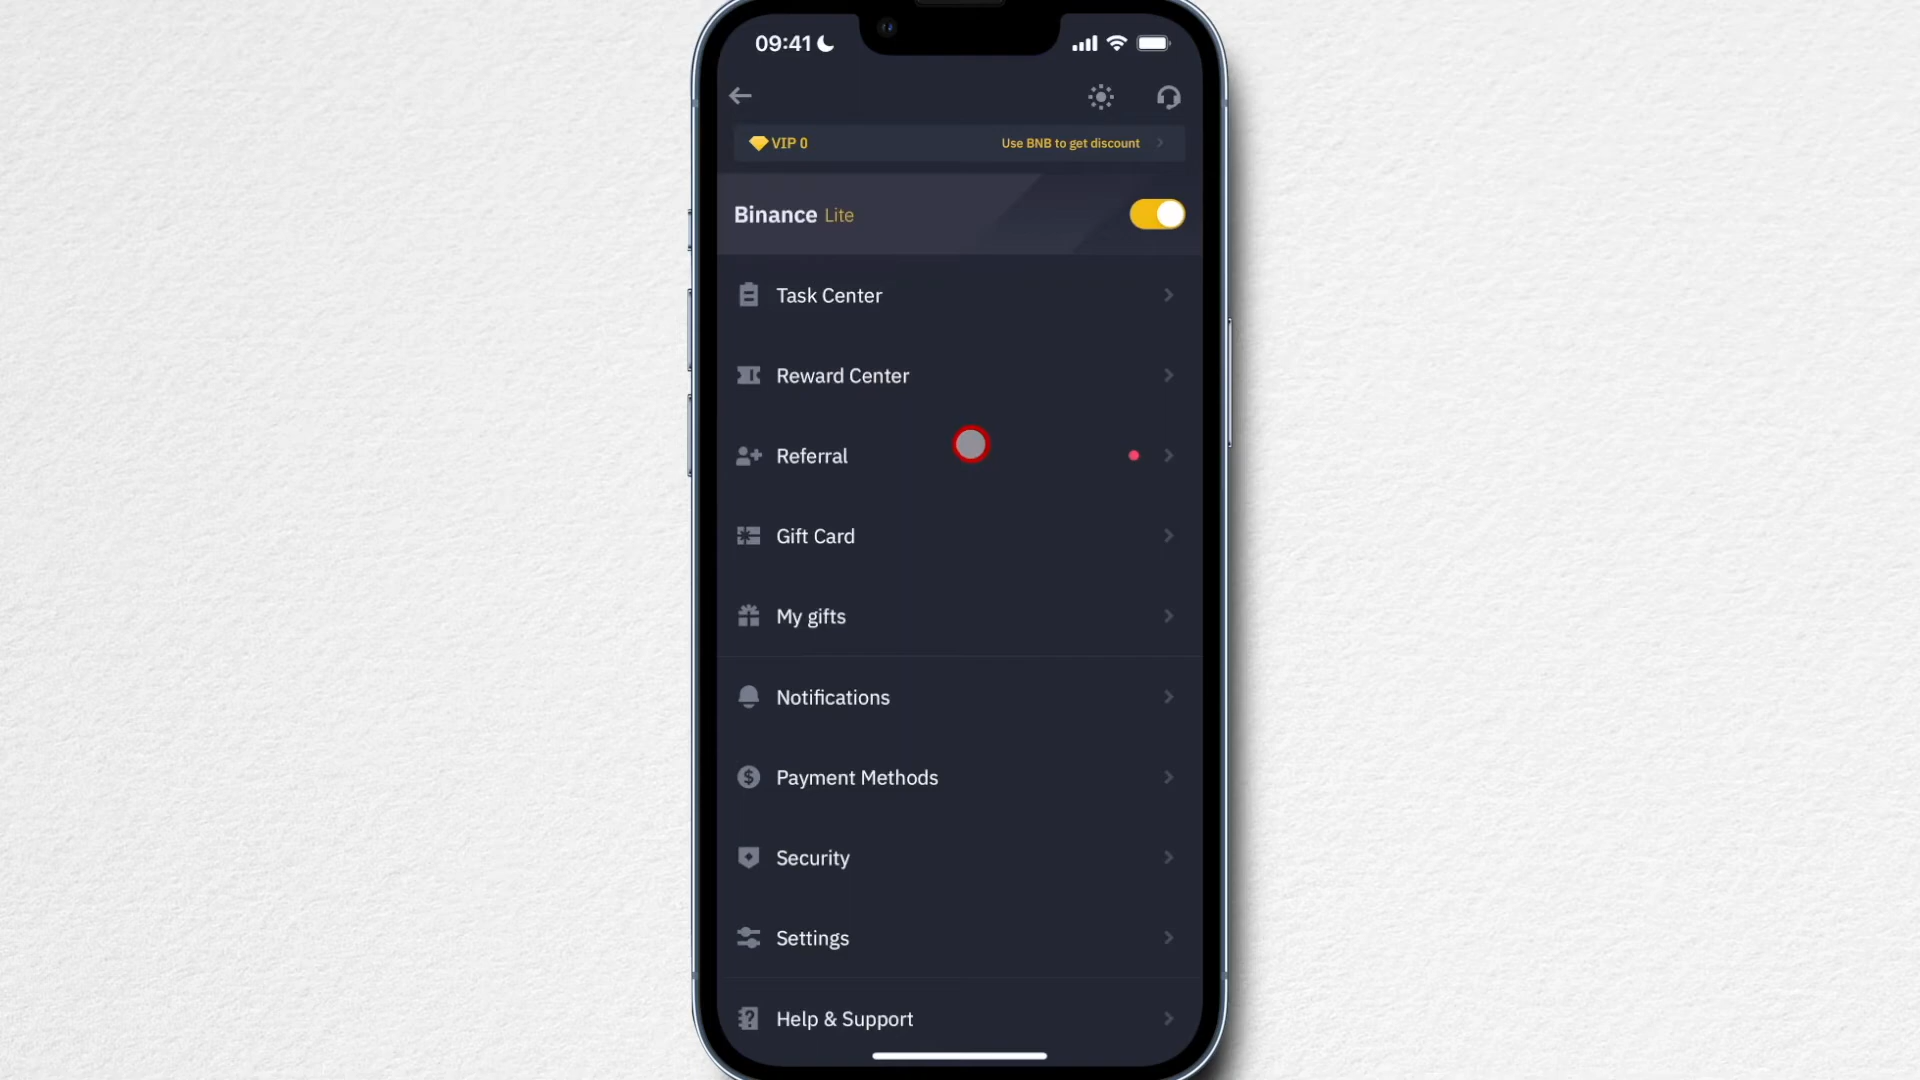 09:41
VIP 0
Use BNB to get discount
Binance Lite
Task Center
Reward Center
Referral
Gift Card
My gifts
Notifications
Payment Methods
Security
Settings
Help & Support